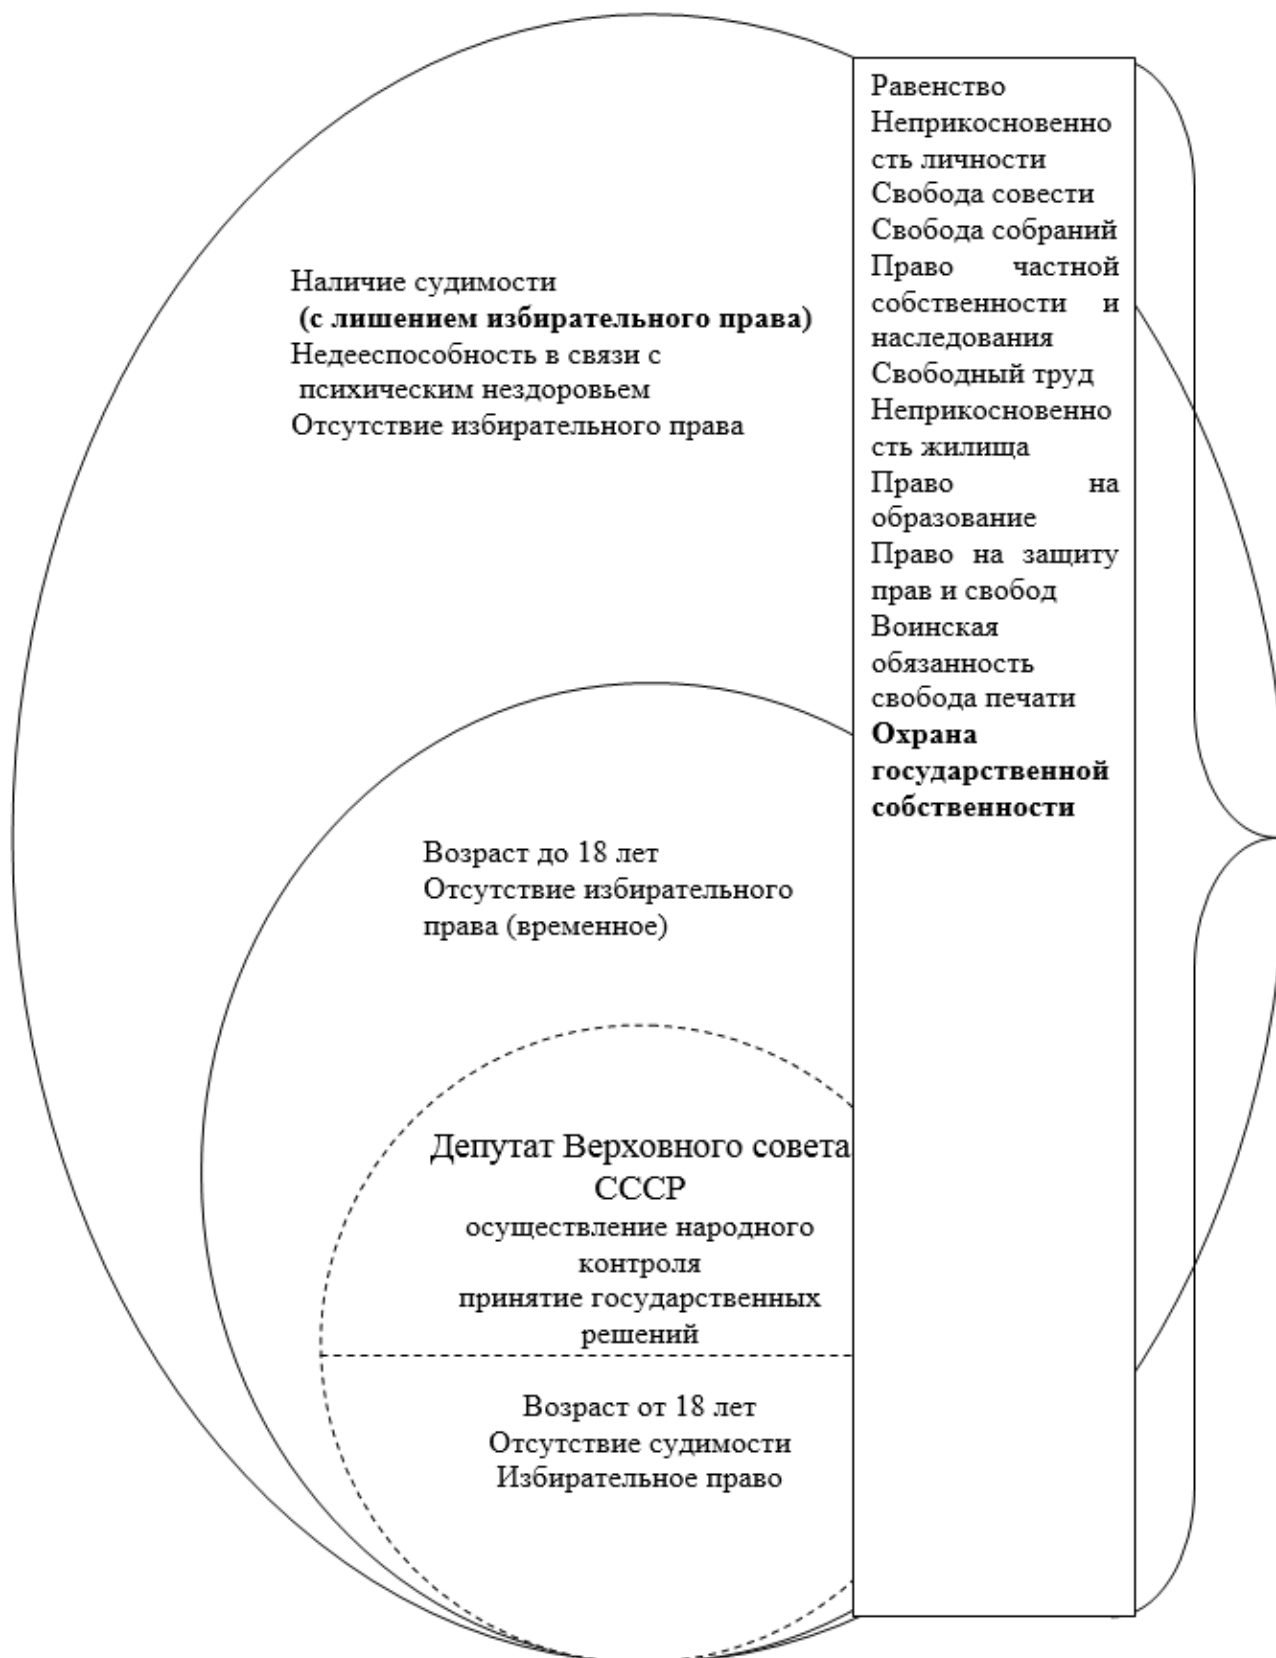 Наличие судимости
(с лишением избирательного права)
Недееспособность в связи с
психическим нездоровьем
Отсутствие избирательного права
Возраст до 18 лет
Отсутствие избирательного
права (временное)
Депутат Верховного совета
СССР
осуществление народного
контроля
принятие государственных
решений
Возраст от 18 лет
Отсутствие судимости
Избирательное право
Равенство
Неприкосновенно
сть личности
Свобода совести
Свобода собраний
Право частной
собственности и
наследования
Свободный труд
Неприкосновенно
сть жилища
Право на
образование
Право на защиту
прав и свобод
Воинская
обязанность
свобода печати
Охрана
государственной
собственности